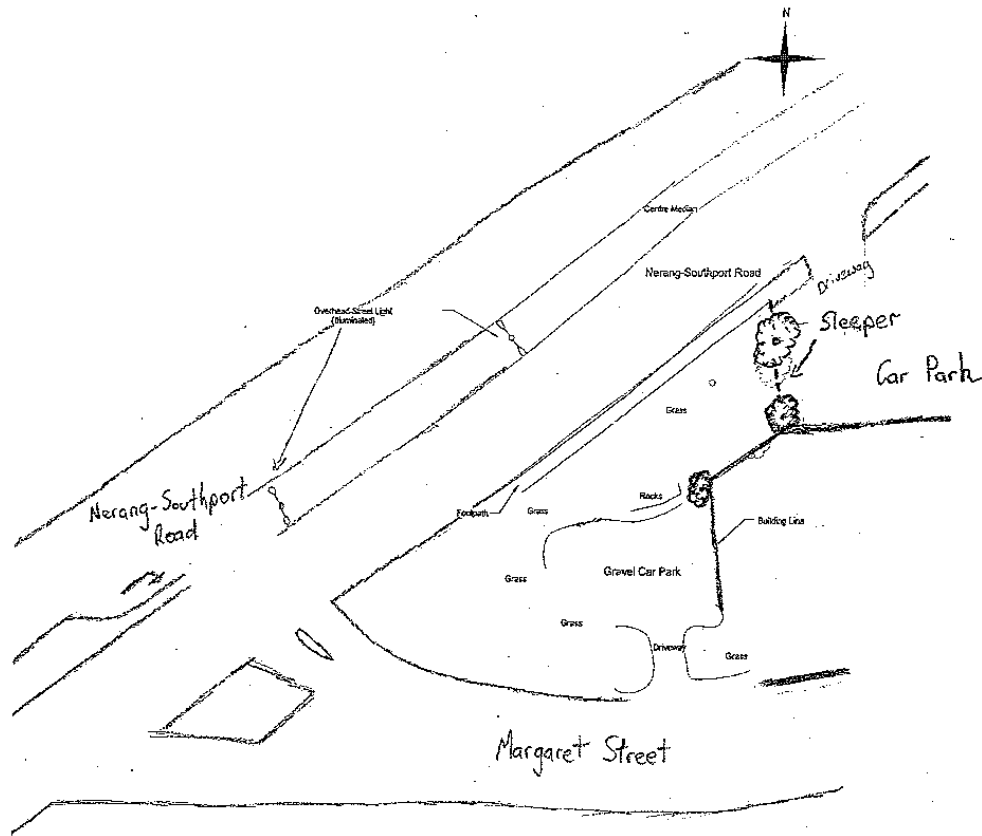 N
Centre Median
Nerang-Southport Road
Driveway
Overhead Street Light
(Illuminated)
Sleeper
Car Park
Grass
Nerang-Southport
Road
Footpath
Grass
Rocks
Building Line
Grass
Gravel Car Park
Grass
Driveway
Grass
Margaret Street